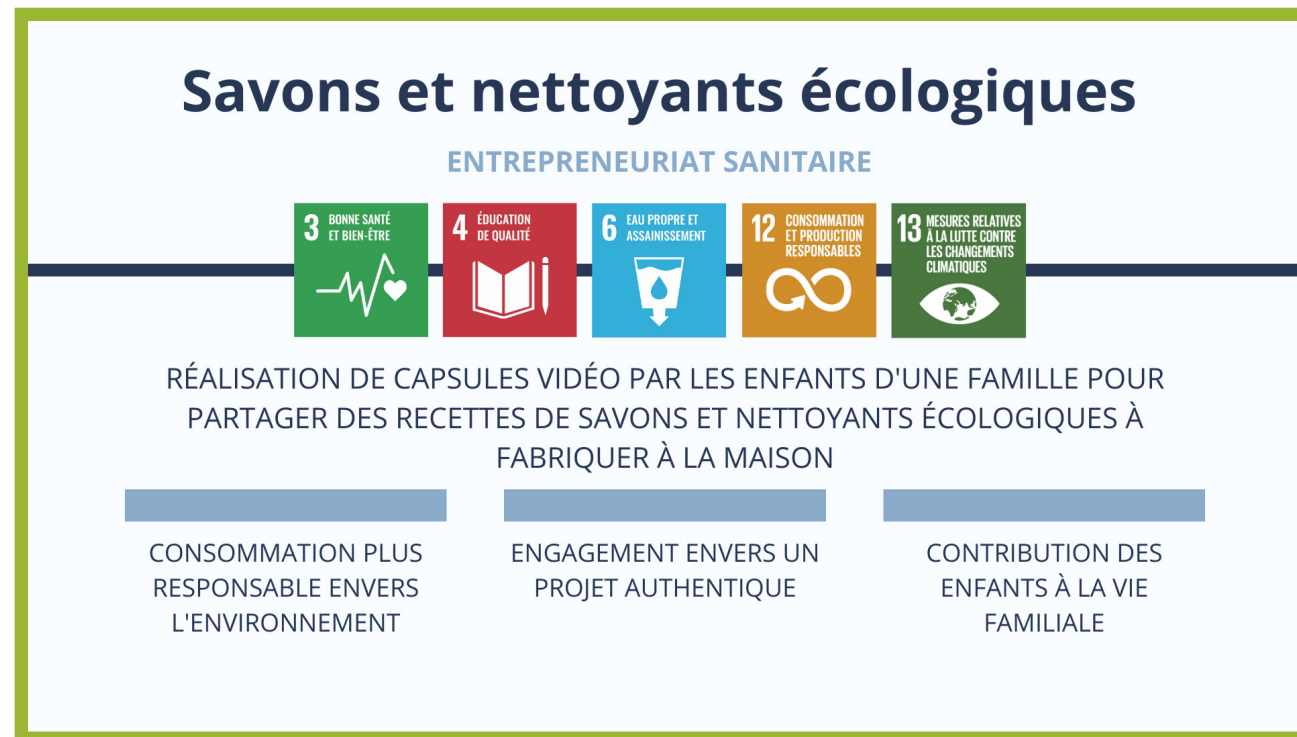 Savons et nettoyants écologiques
ENTREPRENEURIAT SANITAIRE
3 BONNE SANTÉ
ET BIEN-ÊTRE
4 ÉDUCATION
DE QUALITÉ
6 EAU PROPRE ET
ASSAINISSEMENT
12 CONSOMMATION
ET PRODUCTION
RESPONSABLES
13 MESURES RELATIVES
À LA LUTTE CONTRE
LES CHANGEMENTS
CLIMATIQUES
RÉALISATION DE CAPSULES VIDÉO PAR LES ENFANTS D'UNE FAMILLE POUR
PARTAGER DES RECETTES DE SAVONS ET NETTOYANTS ÉCOLOGIQUES À
FABRIQUER À LA MAISON
CONSOMMATION PLUS
RESPONSABLE ENVERS
L'ENVIRONNEMENT
ENGAGEMENT ENVERS UN
PROJET AUTHENTIQUE
CONTRIBUTION DES
ENFANTS À LA VIE
FAMILIALE